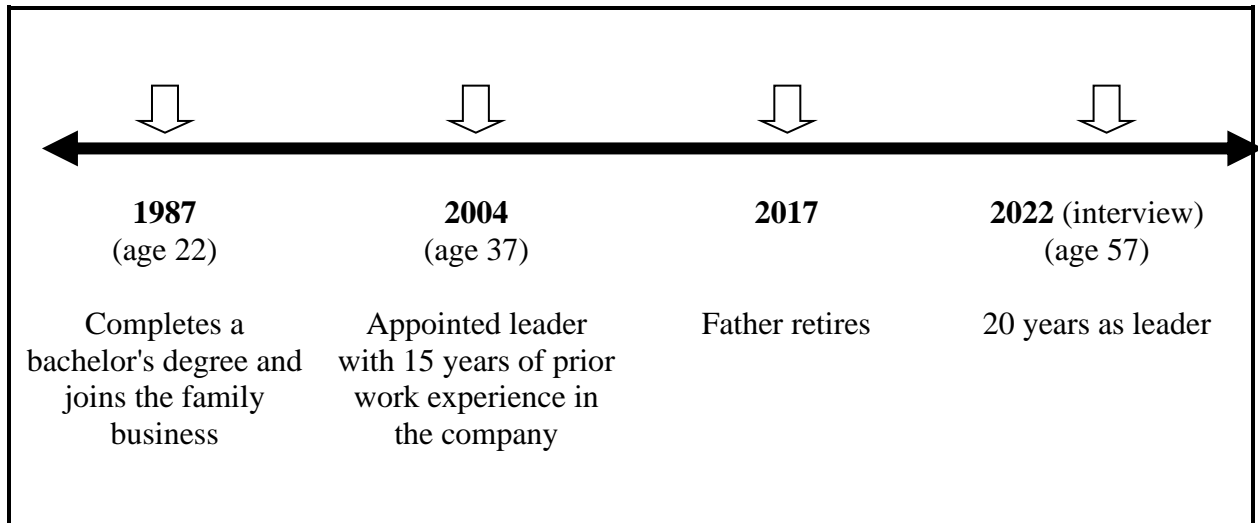 1987
(age 22)
Completes a
bachelor's degree and
joins the family
business
2004
(age 37)
Appointed leader
with 15 years of prior
work experience in
the company
2017
Father retires
2022 (interview)
(age 57)
20 years as leader